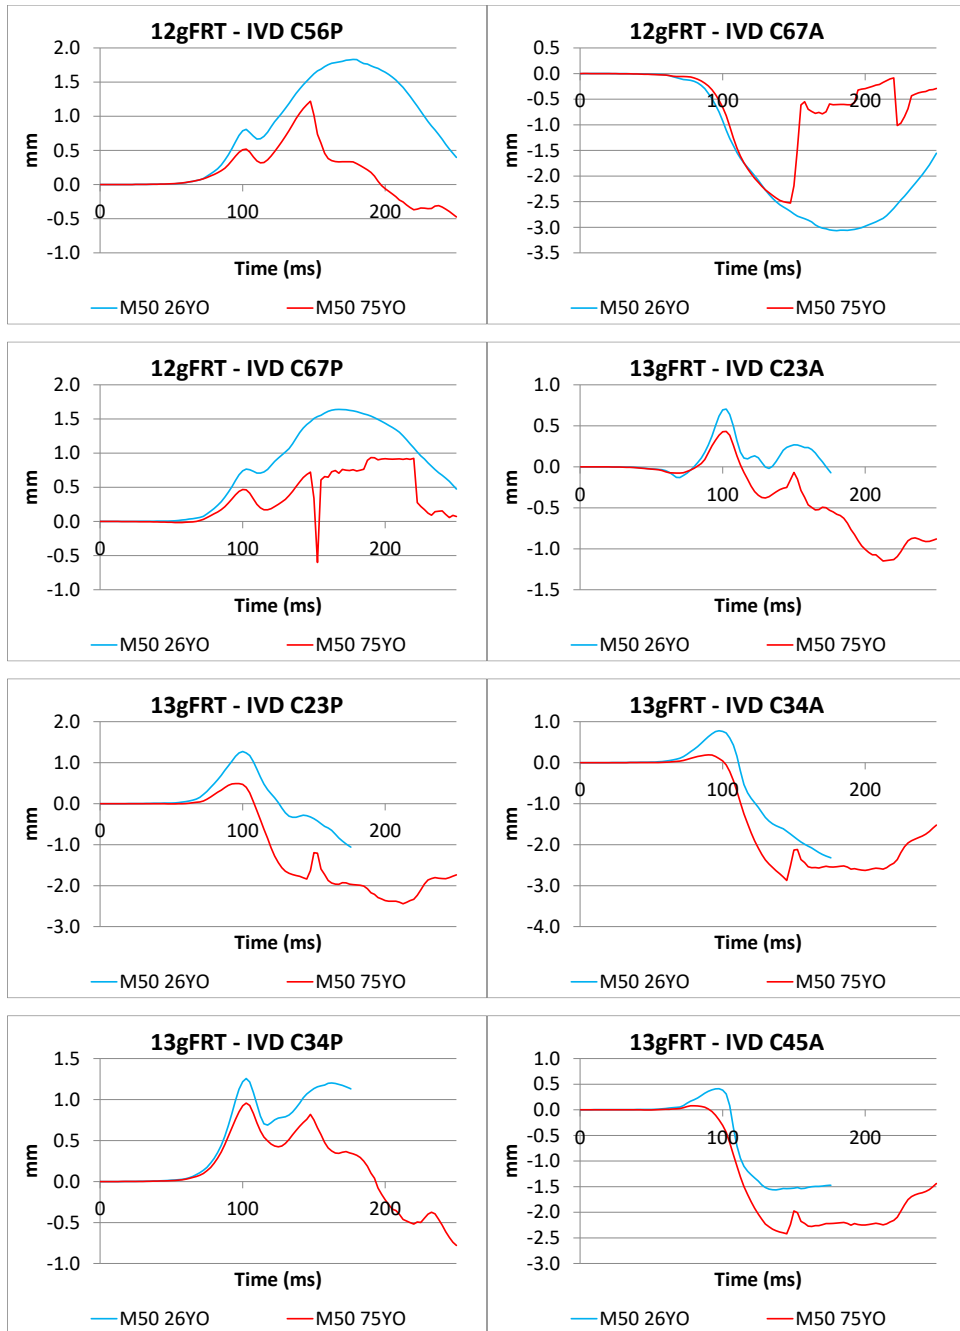 12gFRT - IVD C56P
2.0
1.5
1.0
0.5
0.0
-0.5
-1.0
0
100
200
mm
Time (ms)
M50 26YO
M50 75YO
12gFRT - IVD C67A
0.5
0.0
-0.5
-1.0
-1.5
-2.0
-2.5
-3.0
-3.5
0
100
200
mm
Time (ms)
M50 26YO
M50 75YO
12gFRT - IVD C67P
2.0
1.5
1.0
0.5
0.0
-0.5
-1.0
0
100
200
mm
Time (ms)
M50 26YO
M50 75YO
13gFRT - IVD C23A
1.0
0.5
0.0
-0.5
-1.0
-1.5
0
100
200
mm
Time (ms)
M50 26YO
M50 75YO
13gFRT - IVD C23P
2.0
1.0
0.0
-1.0
-2.0
-3.0
0
100
200
mm
Time (ms)
M50 26YO
M50 75YO
13gFRT - IVD C34A
1.0
0.0
-1.0
-2.0
-3.0
-4.0
0
100
200
mm
Time (ms)
M50 26YO
M50 75YO
13gFRT - IVD C34P
1.5
1.0
0.5
0.0
-0.5
-1.0
0
100
200
mm
Time (ms)
M50 26YO
M50 75YO
13gFRT - IVD C45A
1.0
0.5
0.0
-0.5
-1.0
-1.5
-2.0
-2.5
-3.0
0
100
200
mm
Time (ms)
M50 26YO
M50 75YO